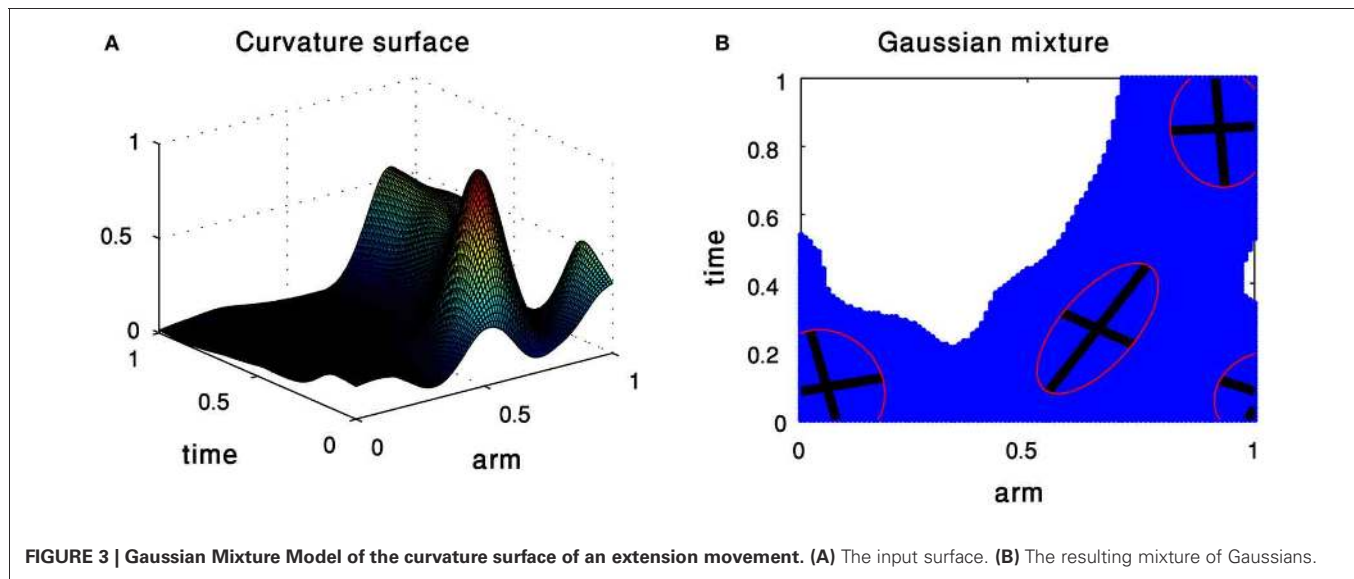 A
Curvature surface
1
0.5
0
1
0.5
0
time
0
0.5
1
arm
B
Gaussian mixture
1
0.8
0.6
0.4
0.2
0
time
0
0.5
1
arm
FIGURE 3 | Gaussian Mixture Model of the curvature surface of an extension movement. (A) The input surface. (B) The resulting mixture of Gaussians.